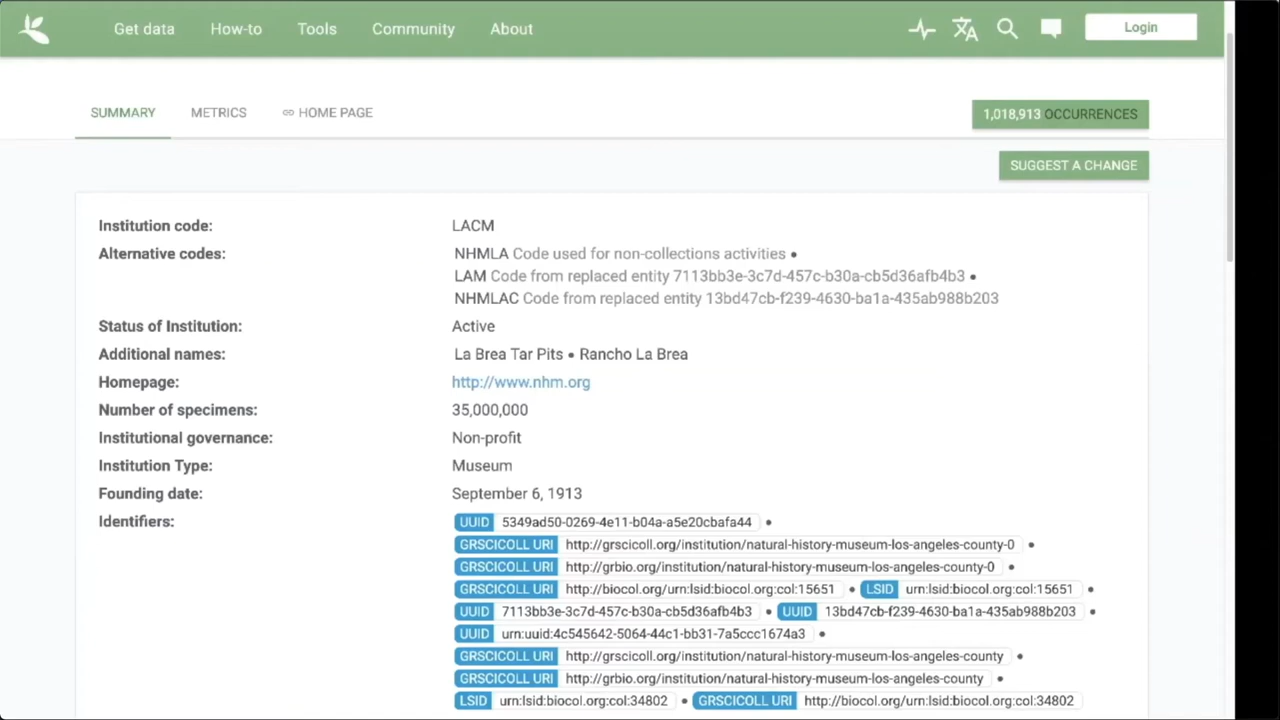 Get data How-to Tools Community About Login
SUMMARY METRICS HOME PAGE 1,018,913 OCCURRENCES
SUGGEST A CHANGE
Institution code: LACM
Alternative codes: NHMLA Code used for non-collections activities •
LAM Code from replaced entity 7113bb3e-3c7d-457c-b30a-cb5d36afb4b3 •
NHMLAC Code from replaced entity 13bd47cb-f239-4630-ba1a-435ab988b203
Status of Institution: Active
Additional names: La Brea Tar Pits • Rancho La Brea
Homepage: http://www.nhm.org
Number of specimens: 35,000,000
Institutional governance: Non-profit
Institution Type: Museum
Founding date: September 6, 1913
Identifiers: UUID 5349ad50-0269-4e11-b04a-a5e20cbafa44 •
GRSCICOLL URI http://grscicoll.org/institution/natural-history-museum-los-angeles-county-0 •
GRSCICOLL URI http://grbio.org/institution/natural-history-museum-los-angeles-county-0 •
GRSCICOLL URI http://biocol.org/urn:lsid:biocol.org:col:15651 • LSID urn:lsid:biocol.org:col:15651 •
UUID 7113bb3e-3c7d-457c-b30a-cb5d36afb4b3 • UUID 13bd47cb-f239-4630-ba1a-435ab988b203 •
UUID urn:uuid:4c545642-5064-44c1-bb31-7a5ccc1674a3 •
GRSCICOLL URI http://grscicoll.org/institution/natural-history-museum-los-angeles-county •
GRSCICOLL URI http://grbio.org/institution/natural-history-museum-los-angeles-county •
LSID urn:lsid:biocol.org:col:34802 • GRSCICOLL URI http://biocol.org/urn:lsid:biocol.org:col:34802